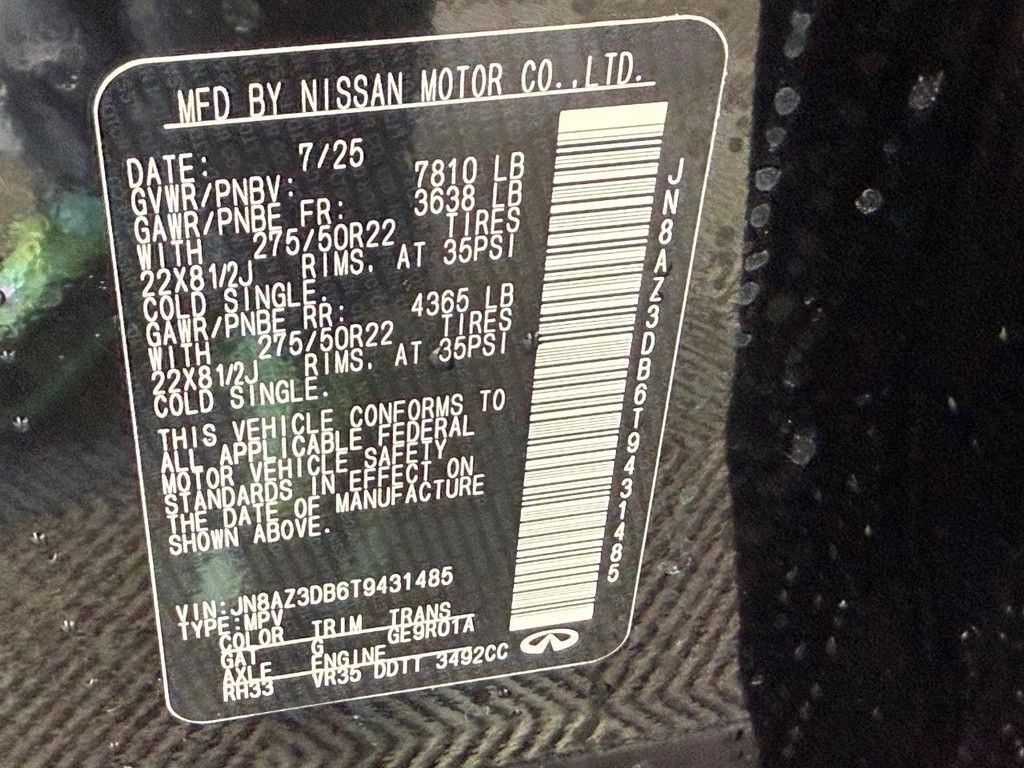 MFD BY NISSAN MOTOR CO.,LTD.
DATE: 7/25
GVWR/PNBV: 7810 LB
GAWR/PNBE FR: 3638 LB
WITH 275/50R22 TIRES
22X81/2J RIMS. AT 35PSI
COLD SINGLE.
GAWR/PNBE RR: 4365 LB
WITH 275/50R22 TIRES
22X81/2J RIMS. AT 35PSI
COLD SINGLE.
THIS VEHICLE CONFORMS TO
ALL APPLICABLE FEDERAL
MOTOR VEHICLE SAFETY
STANDARDS IN EFFECT ON
THE DATE OF MANUFACTURE
SHOWN ABOVE.
VIN:JN8AZ3DB6T9431485
TYPE:MPV
COLOR TRIM TRANS
GAT G GE9R01A
AXLE ENGINE
RH33 VR35 DDTT 3492CC
JN8AZ3DB6T9431485